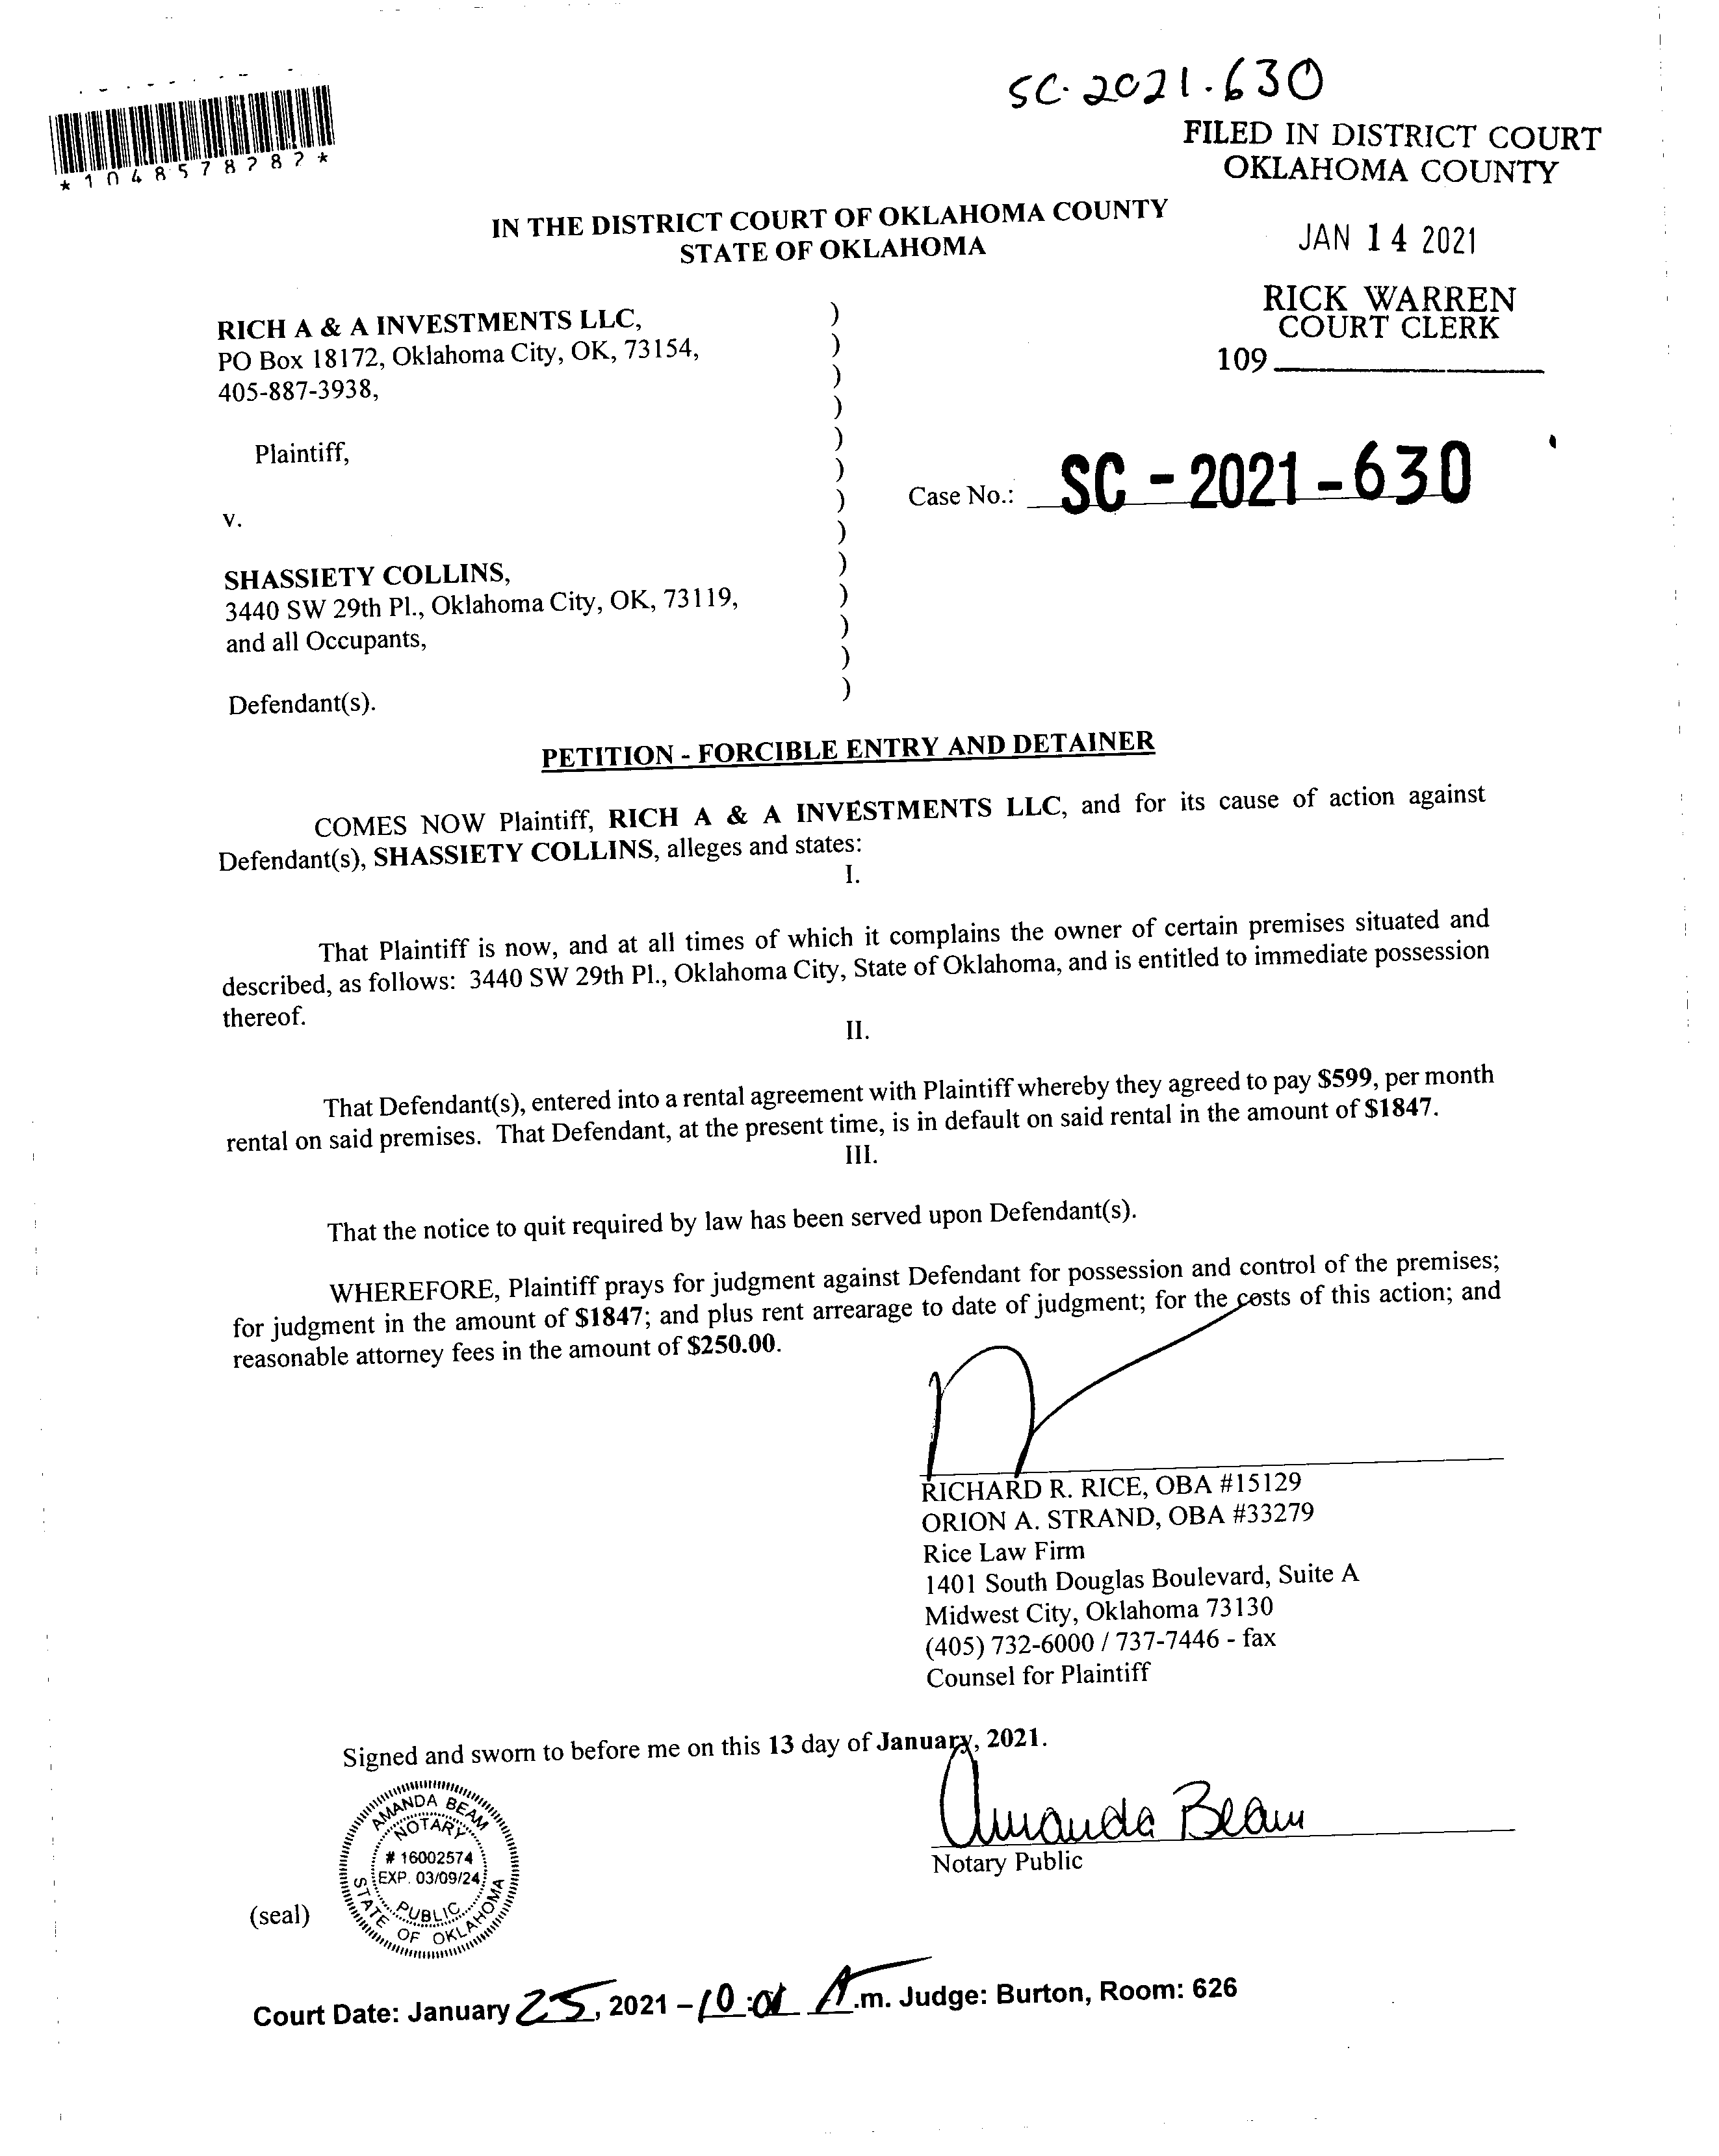 SC-2021-630
*1048578282*
FILED IN DISTRICT COURT
OKLAHOMA COUNTY
JAN 14 2021
RICK WARREN
COURT CLERK
109
IN THE DISTRICT COURT OF OKLAHOMA COUNTY
STATE OF OKLAHOMA
RICH A & A INVESTMENTS LLC,
PO Box 18172, Oklahoma City, OK, 73154,
405-887-3938,
Plaintiff,
v.
Case No.: SC-2021-630
SHASSIETY COLLINS,
3440 SW 29th Pl., Oklahoma City, OK, 73119,
and all Occupants,
Defendant(s).
PETITION - FORCIBLE ENTRY AND DETAINER
COMES NOW Plaintiff, RICH A & A INVESTMENTS LLC, and for its cause of action against
Defendant(s), SHASSIETY COLLINS, alleges and states:
I.
That Plaintiff is now, and at all times of which it complains the owner of certain premises situated and
described, as follows: 3440 SW 29th Pl., Oklahoma City, State of Oklahoma, and is entitled to immediate possession
thereof.
II.
That Defendant(s), entered into a rental agreement with Plaintiff whereby they agreed to pay $599, per month
rental on said premises. That Defendant, at the present time, is in default on said rental in the amount of $1847.
III.
That the notice to quit required by law has been served upon Defendant(s).
WHEREFORE, Plaintiff prays for judgment against Defendant for possession and control of the premises;
for judgment in the amount of $1847; and plus rent arrearage to date of judgment; for the costs of this action; and
reasonable attorney fees in the amount of $250.00.
RICHARD R. RICE, OBA #15129
ORION A. STRAND, OBA #33279
Rice Law Firm
1401 South Douglas Boulevard, Suite A
Midwest City, Oklahoma 73130
(405) 732-6000 / 737-7446 - fax
Counsel for Plaintiff
Signed and sworn to before me on this 13 day of January, 2021.
Amanda Beam
Notary Public
AMANDA BEAM
NOTARY
# 16002574
EXP. 03/09/24
PUBLIC
STATE OF OKLAHOMA
(seal)
Court Date: January 25, 2021 - 10:01 A.m. Judge: Burton, Room: 626